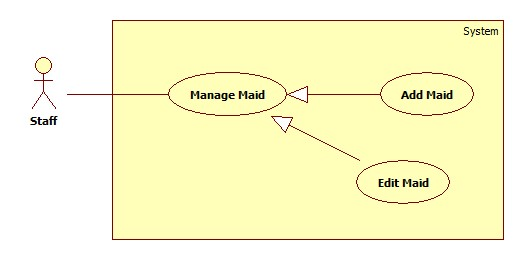 System
Manage Maid
Add Maid
Staff
Edit Maid